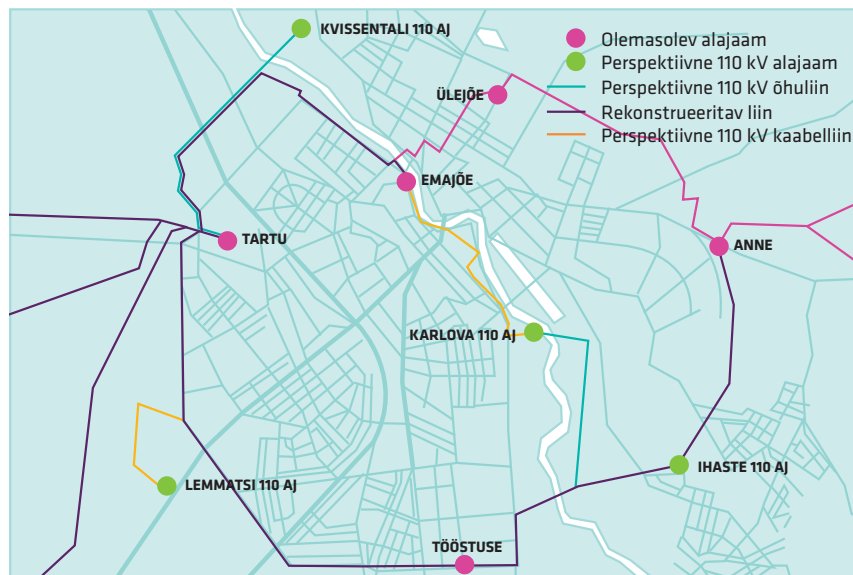 KVISSENTALI 110 AJ
Olemasolev alajaam
Perspektiivne 110 kV alajaam
Perspektiivne 110 kV õhuliin
Rekonstrueeritav liin
Perspektiivne 110 kV kaabelliin
ÜLEJÕE
EMAJÕE
TARTU
ANNE
KARLOVA 110 AJ
IHASTE 110 AJ
LEMMATSI 110 AJ
TÖÖSTUSE